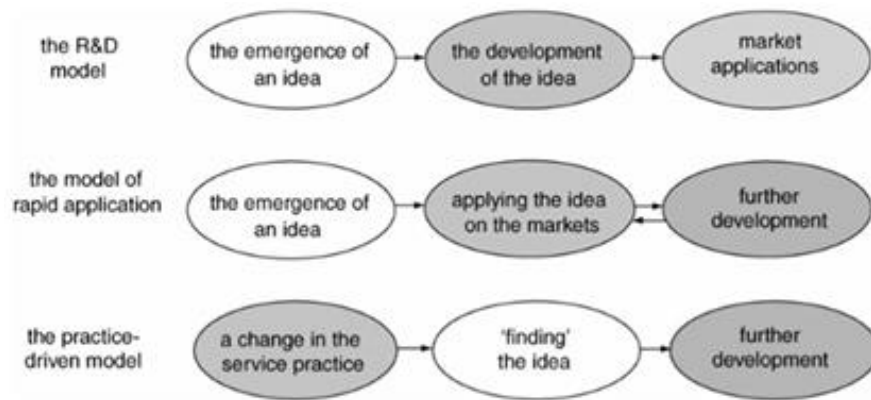 the R&D
model
the emergence of
an idea
the development
of the idea
market
applications
the model of
rapid application
the emergence of
an idea
applying the idea
on the markets
further
development
the practice-
driven model
a change in the
service practice
'finding'
the idea
further
development